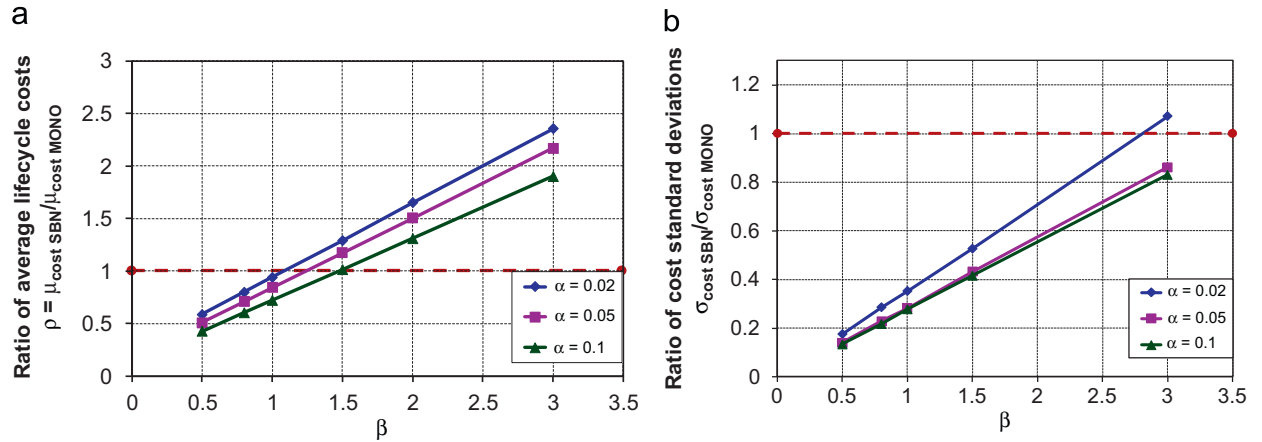 a
Ratio of average lifecycle costs
ρ = μcost SBN/μcost MONO
3
2.5
2
1.5
1
0.5
0
0 0.5 1 1.5 2 2.5 3 3.5
β
α = 0.02
α = 0.05
α = 0.1
b
Ratio of cost standard deviations
σcost SBN/σcost MONO
1.2
1
0.8
0.6
0.4
0.2
0
0 0.5 1 1.5 2 2.5 3 3.5
β
α = 0.02
α = 0.05
α = 0.1